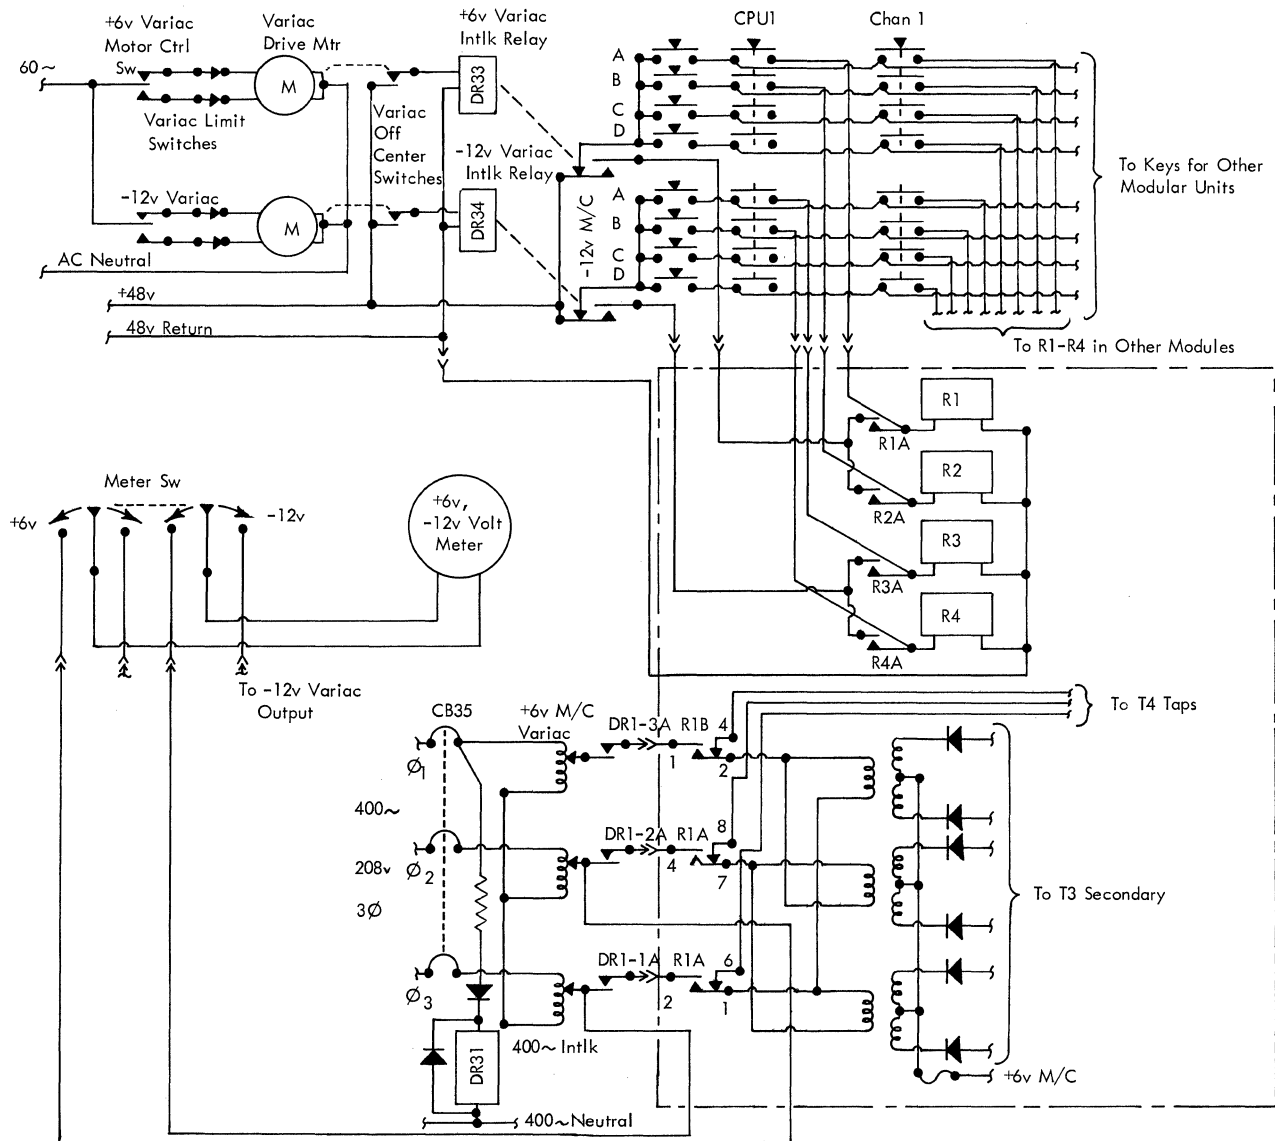 +6v Variac
Motor Ctrl
Sw
Variac
Drive Mtr
+6v Variac
Intlk Relay
CPU1
Chan 1
60~
M
DR33
A
B
C
D
Variac Limit
Switches
Variac
Off
Center
Switches
-12v Variac
Intlk Relay
To Keys for Other
Modular Units
-12v Variac
M
DR34
-12v M/C
A
B
C
D
AC Neutral
+48v
48v Return
To R1-R4 in Other Modules
R1
R1A
R2
R2A
R3
R3A
R4
R4A
Meter Sw
+6v
-12v
+6v,
-12v Volt
Meter
To -12v Variac
Output
CB35
+6v M/C
Variac
DR1-3A R1B 4
To T4 Taps
Ø1
1
2
400~
DR1-2A R1A 8
208v
Ø2
4
7
3Ø
To T3 Secondary
DR1-1A R1A 6
Ø3
2
1
400~ Intlk
DR31
+6v M/C
400~Neutral